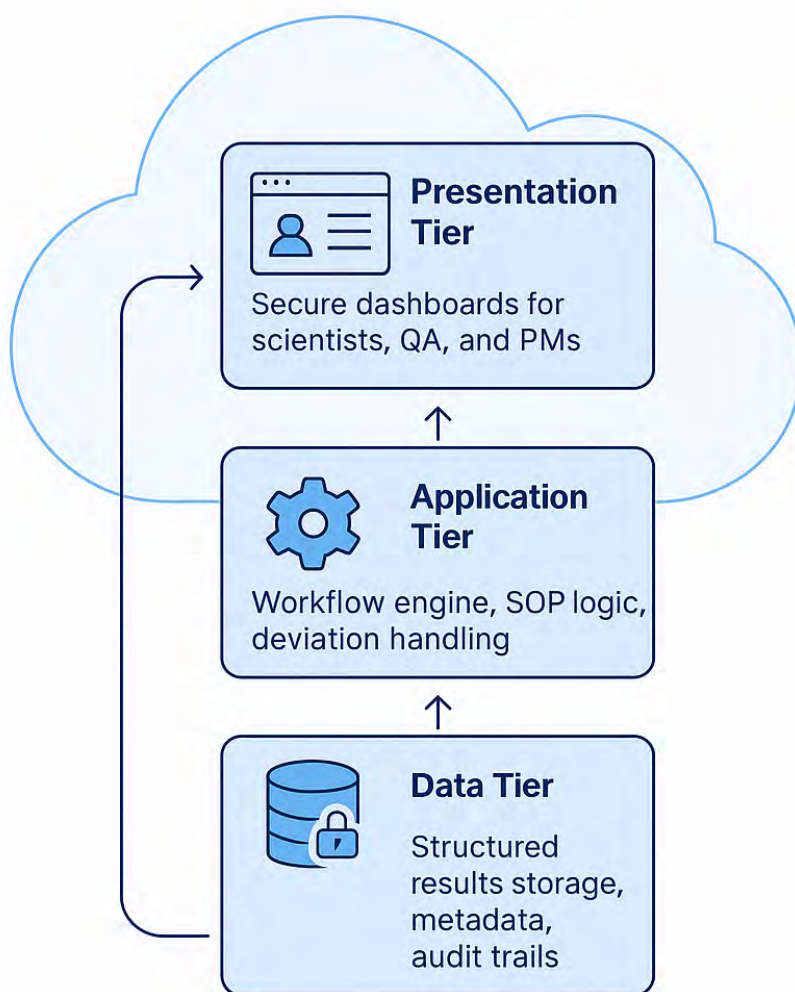 Presentation
Tier
Secure dashboards for
scientists, QA, and PMs
Application
Tier
Workflow engine, SOP logic,
deviation handling
Data Tier
Structured
results storage,
metadata,
audit trails